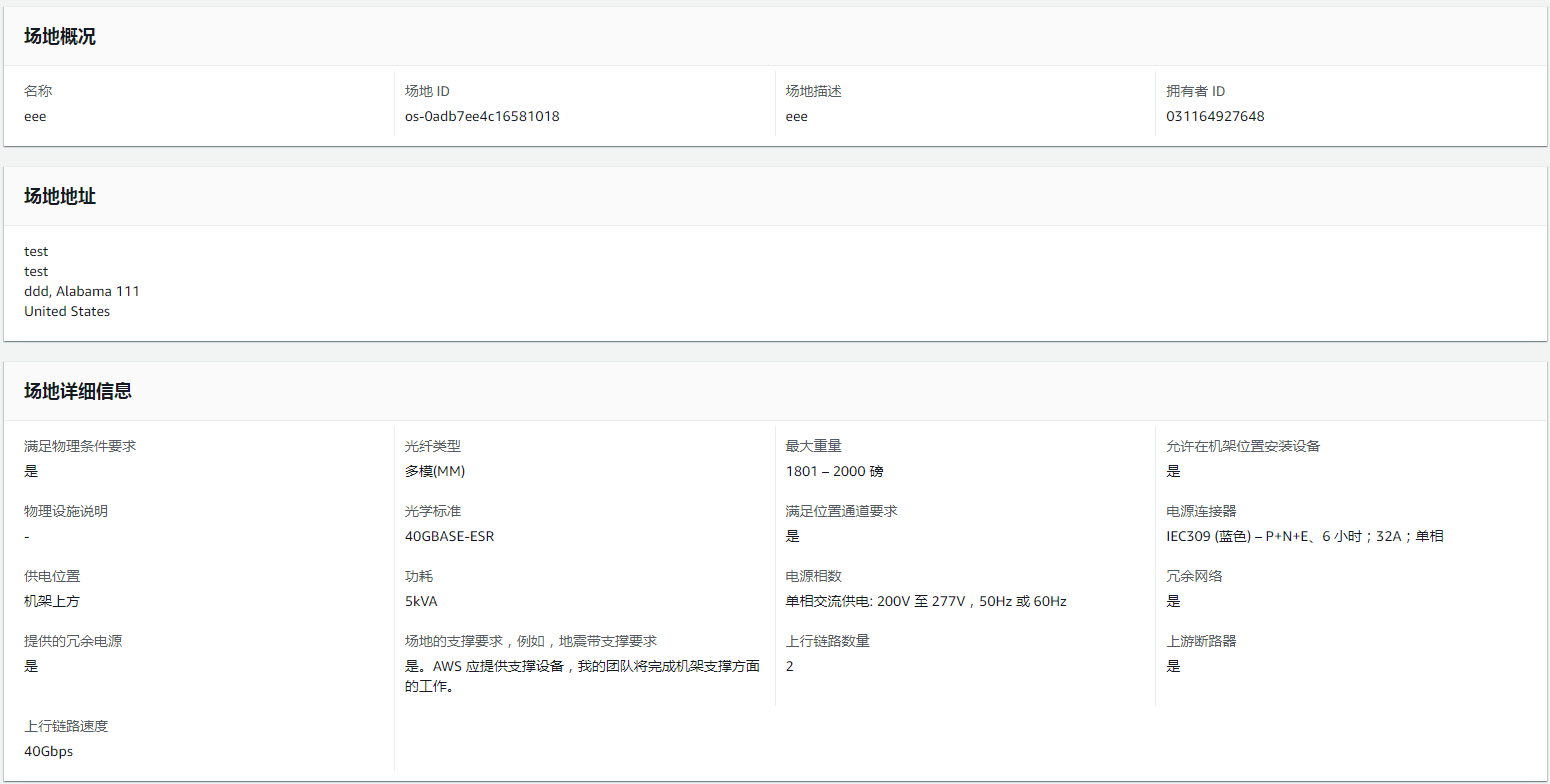 场地概况
名称
eee
场地 ID
os-0adb7ee4c16581018
场地描述
eee
拥有者 ID
031164927648
场地地址
test
test
ddd, Alabama 111
United States
场地详细信息
满足物理条件要求
是
光纤类型
多模(MM)
最大重量
1801 – 2000 磅
允许在机架位置安装设备
是
物理设施说明
-
光学标准
40GBASE-ESR
满足位置通道要求
是
电源连接器
IEC309 (蓝色) – P+N+E、6 小时；32A；单相
供电位置
机架上方
功耗
5kVA
电源相数
单相交流供电: 200V 至 277V，50Hz 或 60Hz
冗余网络
是
提供的冗余电源
是
场地的支撑要求，例如，地震带支撑要求
是。AWS 应提供支撑设备，我的团队将完成机架支撑方面
的工作。
上行链路数量
2
上游断路器
是
上行链路速度
40Gbps